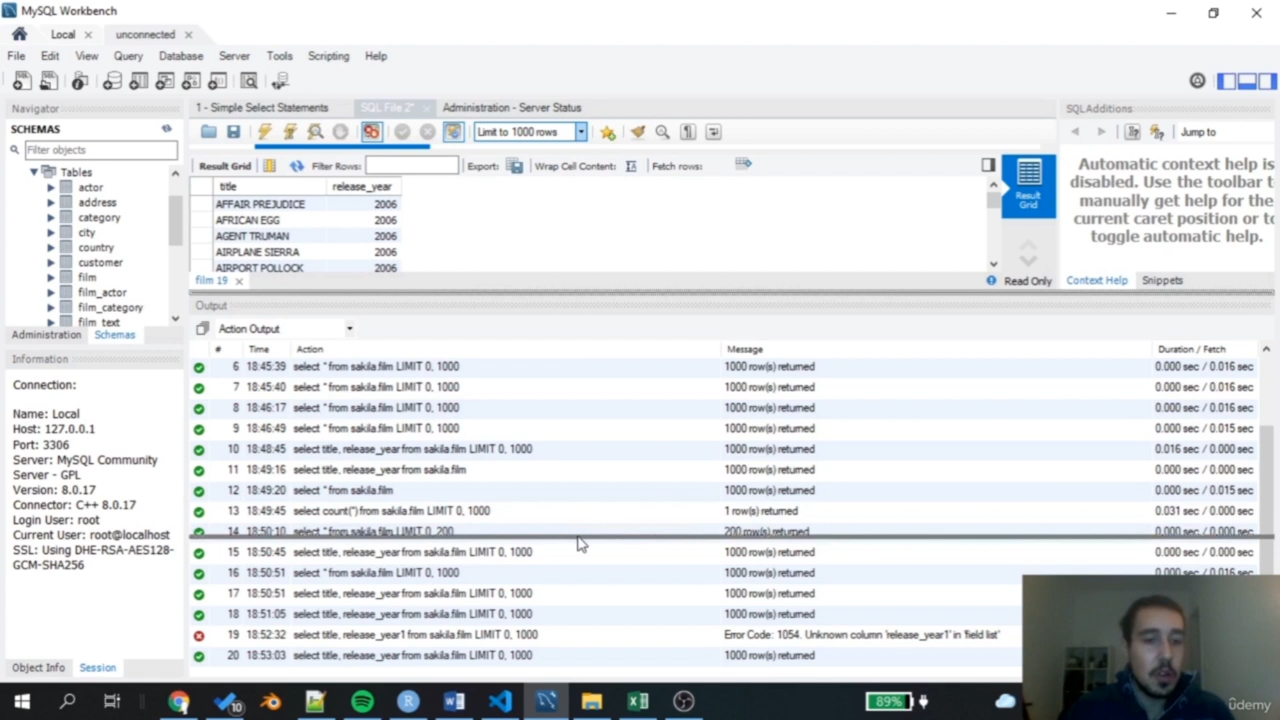 MySQL Workbench
Local
unconnected
File Edit View Query Database Server Tools Scripting Help
Navigator
SCHEMAS
Filter objects
Tables
actor
address
category
city
country
customer
film
film_actor
film_category
film_text
Administration Schemas
Information
Connection:
Name: Local
Host: 127.0.0.1
Port: 3306
Server: MySQL Community
Server - GPL
Version: 8.0.17
Connector: C++ 8.0.17
Login User: root
Current User: root@localhost
SSL: Using DHE-RSA-AES128-
GCM-SHA256
Object Info Session
1 - Simple Select Statements SQL File 2* Administration - Server Status
Limit to 1000 rows
Result Grid Filter Rows: Export: Wrap Cell Content: IA Fetch rows:
title release_year
AFFAIR PREJUDICE 2006
AFRICAN EGG 2006
AGENT TRUMAN 2006
AIRPLANE SIERRA 2006
AIRPORT POLLOCK 2006
Result
Grid
film 19
Read Only
SQLAdditions
Jump to
Automatic context help is
disabled. Use the toolbar t
manually get help for the
current caret position or to
toggle automatic help.
Context Help Snippets
Output
Action Output
# Time Action Message Duration / Fetch
6 18:45:39 select * from sakila.film LIMIT 0, 1000 1000 row(s) returned 0.000 sec / 0.016 sec
7 18:45:40 select * from sakila.film LIMIT 0, 1000 1000 row(s) returned 0.000 sec / 0.016 sec
8 18:46:17 select * from sakila.film LIMIT 0, 1000 1000 row(s) returned 0.000 sec / 0.016 sec
9 18:46:49 select * from sakila.film LIMIT 0, 1000 1000 row(s) returned 0.000 sec / 0.015 sec
10 18:48:45 select title, release_year from sakila.film LIMIT 0, 1000 1000 row(s) returned 0.016 sec / 0.000 sec
11 18:49:16 select title, release_year from sakila.film 1000 row(s) returned 0.000 sec / 0.000 sec
12 18:49:20 select * from sakila.film 1000 row(s) returned 0.000 sec / 0.015 sec
13 18:49:45 select count(*) from sakila.film LIMIT 0, 1000 1 row(s) returned 0.031 sec / 0.000 sec
14 18:50:10 select * from sakila.film LIMIT 0, 200 200 row(s) returned 0.000 sec / 0.000 sec
15 18:50:45 select title, release_year from sakila.film LIMIT 0, 1000 1000 row(s) returned 0.000 sec / 0.000 sec
16 18:50:51 select * from sakila.film LIMIT 0, 1000 1000 row(s) returned 0.000 sec / 0.016 sec
17 18:50:51 select title, release_year from sakila.film LIMIT 0, 1000 1000 row(s) returned
18 18:51:05 select title, release_year from sakila.film LIMIT 0, 1000 1000 row(s) returned
19 18:52:32 select title, release_year1 from sakila.film LIMIT 0, 1000 Error Code: 1054. Unknown column 'release_year1' in 'field list'
20 18:53:03 select title, release_year from sakila.film LIMIT 0, 1000 1000 row(s) returned
10
89%
ûdemy